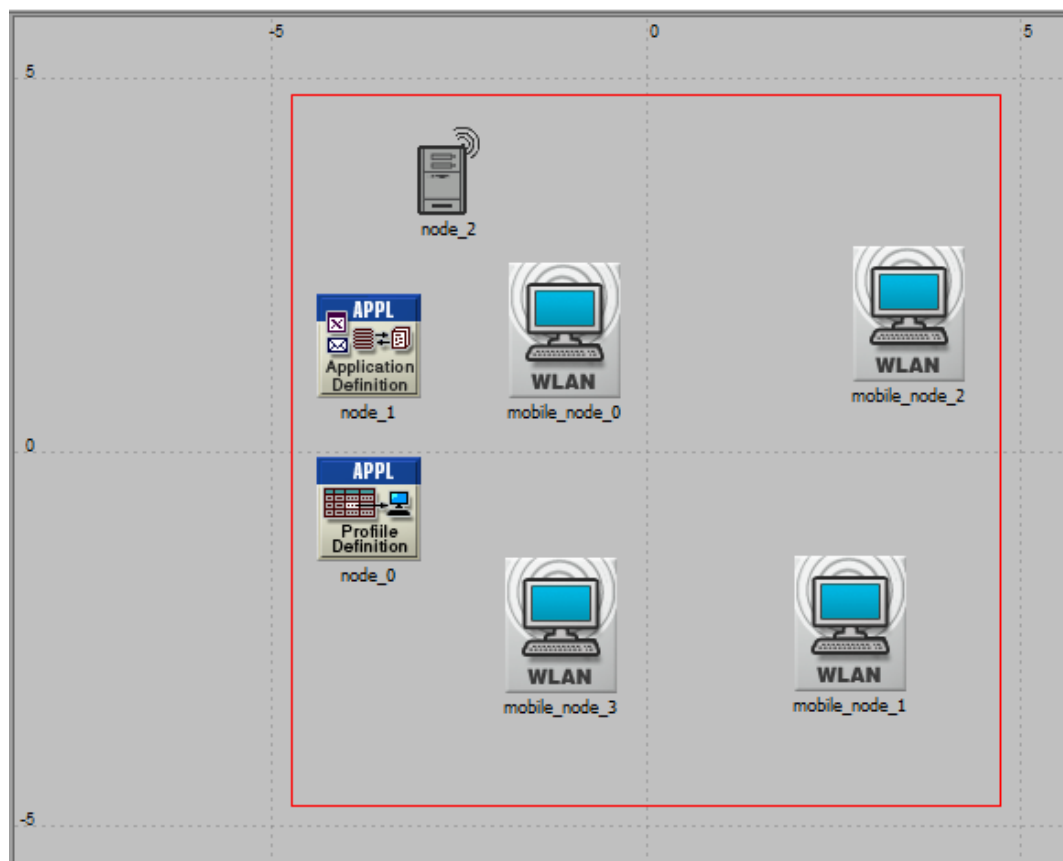 -5
0
5
5
node_2
APPL
Application
Definition
node_1
WLAN
mobile_node_0
WLAN
mobile_node_2
0
APPL
Profiile
Definition
node_0
WLAN
mobile_node_3
WLAN
mobile_node_1
-5